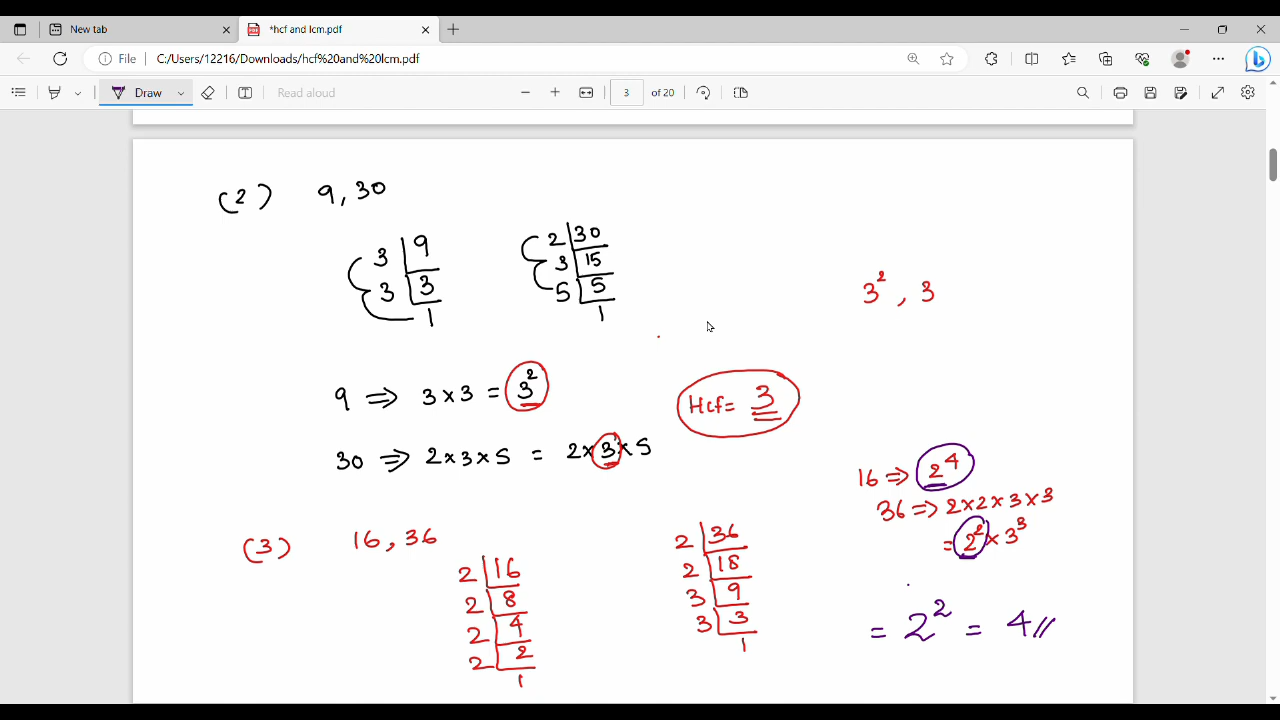 New tab
*hcf and lcm.pdf
File
C:/Users/12216/Downloads/hcf%20and%20lcm.pdf
Draw
Read aloud
3 of 20
(2) 9, 30
3 9
3 3
1
2 30
3 15
5 5
1
3², 3
9 ⇒ 3 × 3 = 3²
Hcf = 3
30 ⇒ 2 × 3 × 5 = 2 × 3 × 5
16 ⇒ 2⁴
36 ⇒ 2 × 2 × 3 × 3
= 2² × 3³
= 2² = 4//
(3) 16, 36
2 16
2 8
2 4
2 2
1
2 36
2 18
3 9
3 3
1